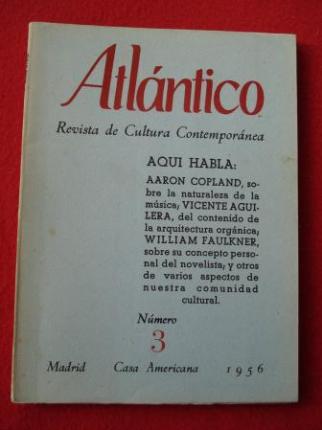 Atlántico
Revista de Cultura Contemporánea
AQUI HABLA:
AARON COPLAND, so-
bre la naturaleza de la
música; VICENTE AGUI-
LERA, del contenido de
la arquitectura orgánica;
WILLIAM FAULKNER,
sobre su concepto perso-
nal del novelista; y otros
de varios aspectos de
nuestra comunidad
cultural.
Número
3
Madrid Casa Americana 1956